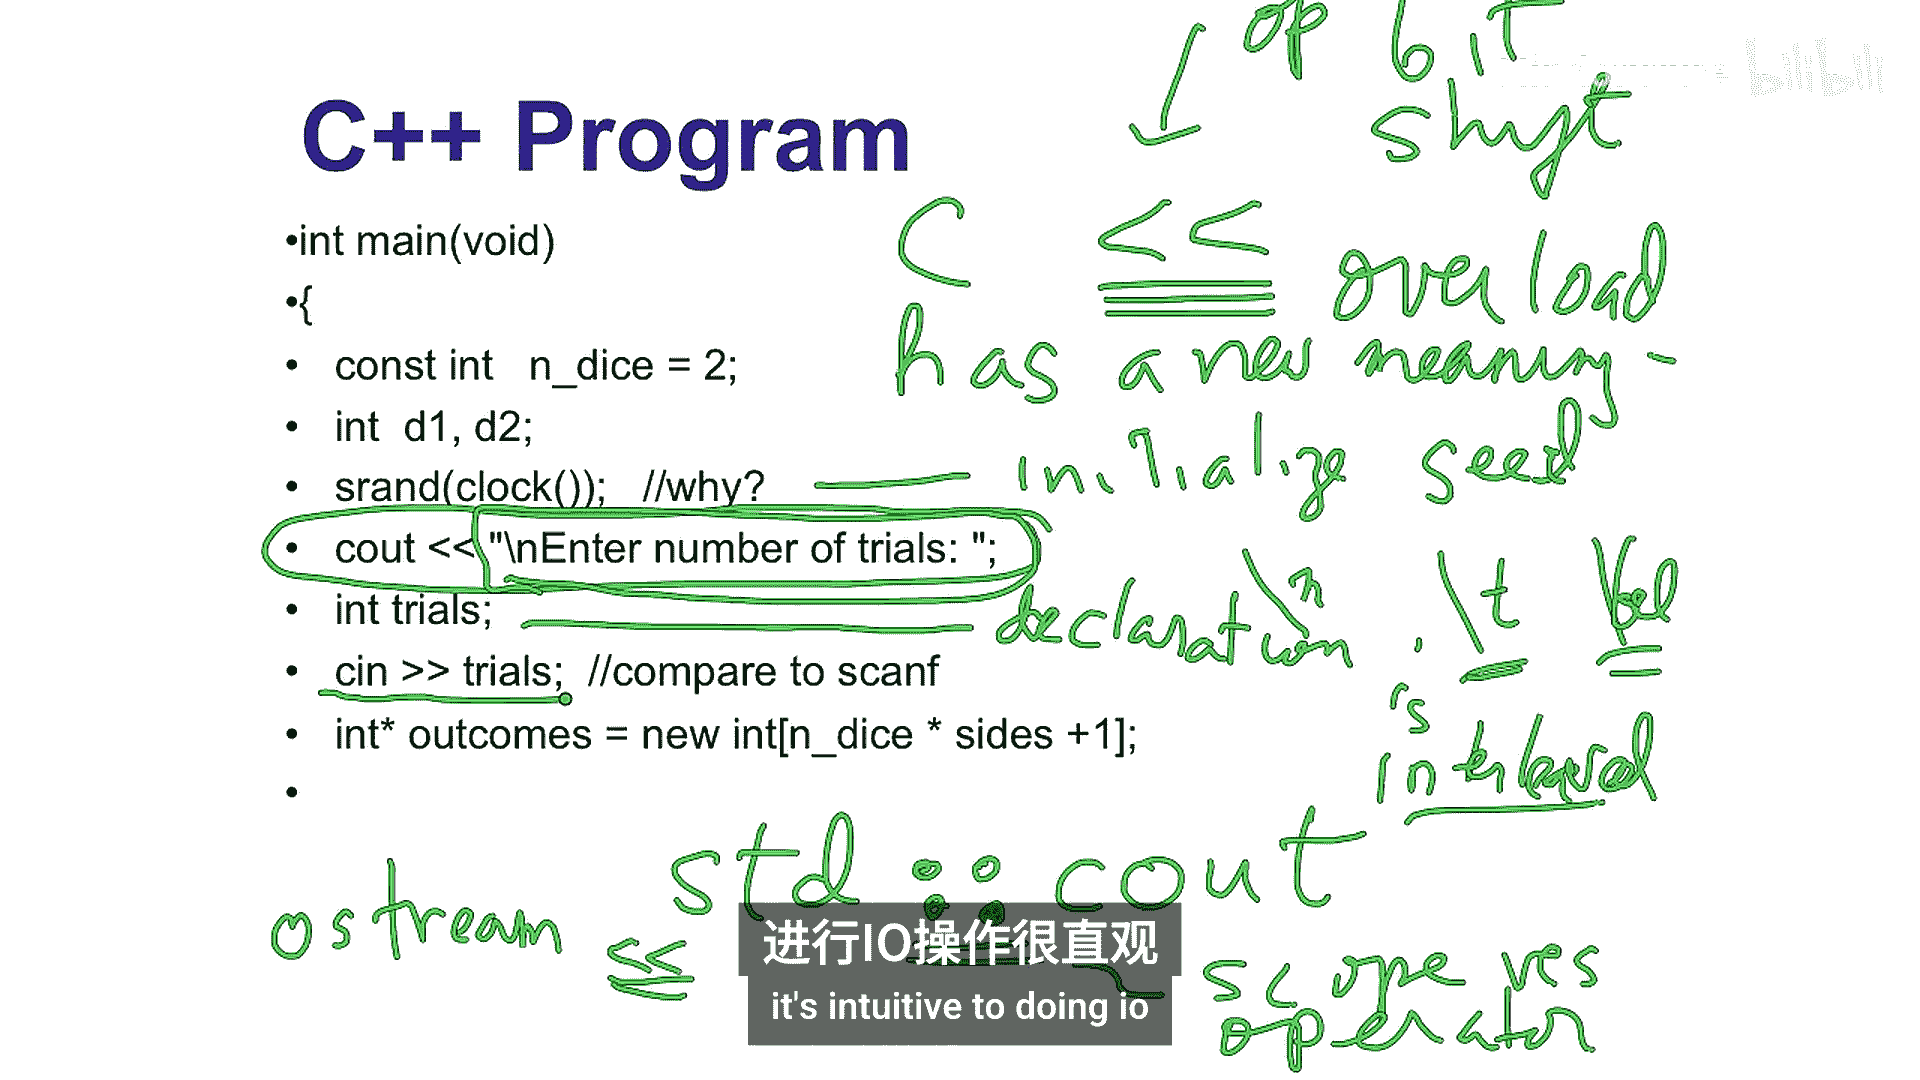 op bit
shift
bilibili
C++ Program
C << overload
has a new meaning -
•int main(void)
•{
• const int n_dice = 2;
• int d1, d2;
• srand(clock()); //why?
initialize seed
• cout << "\nEnter number of trials: ";
\n . \t \bel
• int trials;
declaration
• cin >> trials; //compare to scanf
is
interleaved
• int* outcomes = new int[n_dice * sides +1];
•
std :: cout
ostream <<
scope res
operator
进行IO操作很直观
it's intuitive to doing io